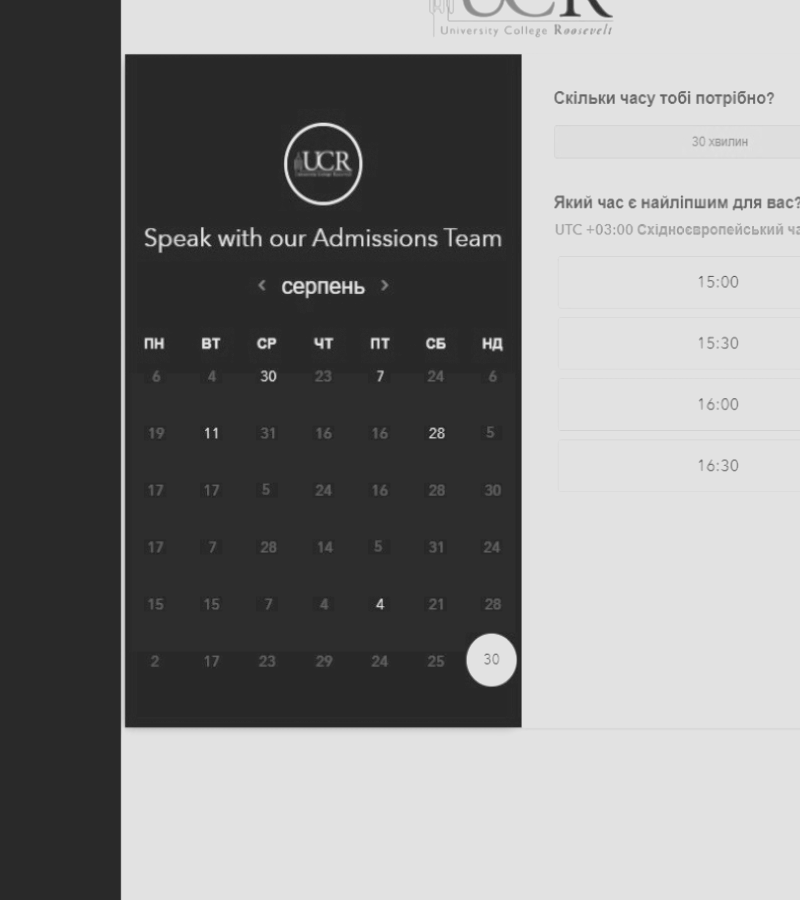 UCR
University College Roosevelt
UCR
Speak with our Admissions Team
< серпень >
ПН ВТ СР ЧТ ПТ СБ НД
6 4 30 23 7 24 6
19 11 31 16 16 28 5
17 17 5 24 16 28 30
17 7 28 14 5 31 24
15 15 7 4 4 21 28
2 17 23 29 24 25 30
Скільки часу тобі потрібно?
30 хвилин
Який час є найліпшим для вас?
UTC +03:00 Східноєвропейський ча
15:00
15:30
16:00
16:30